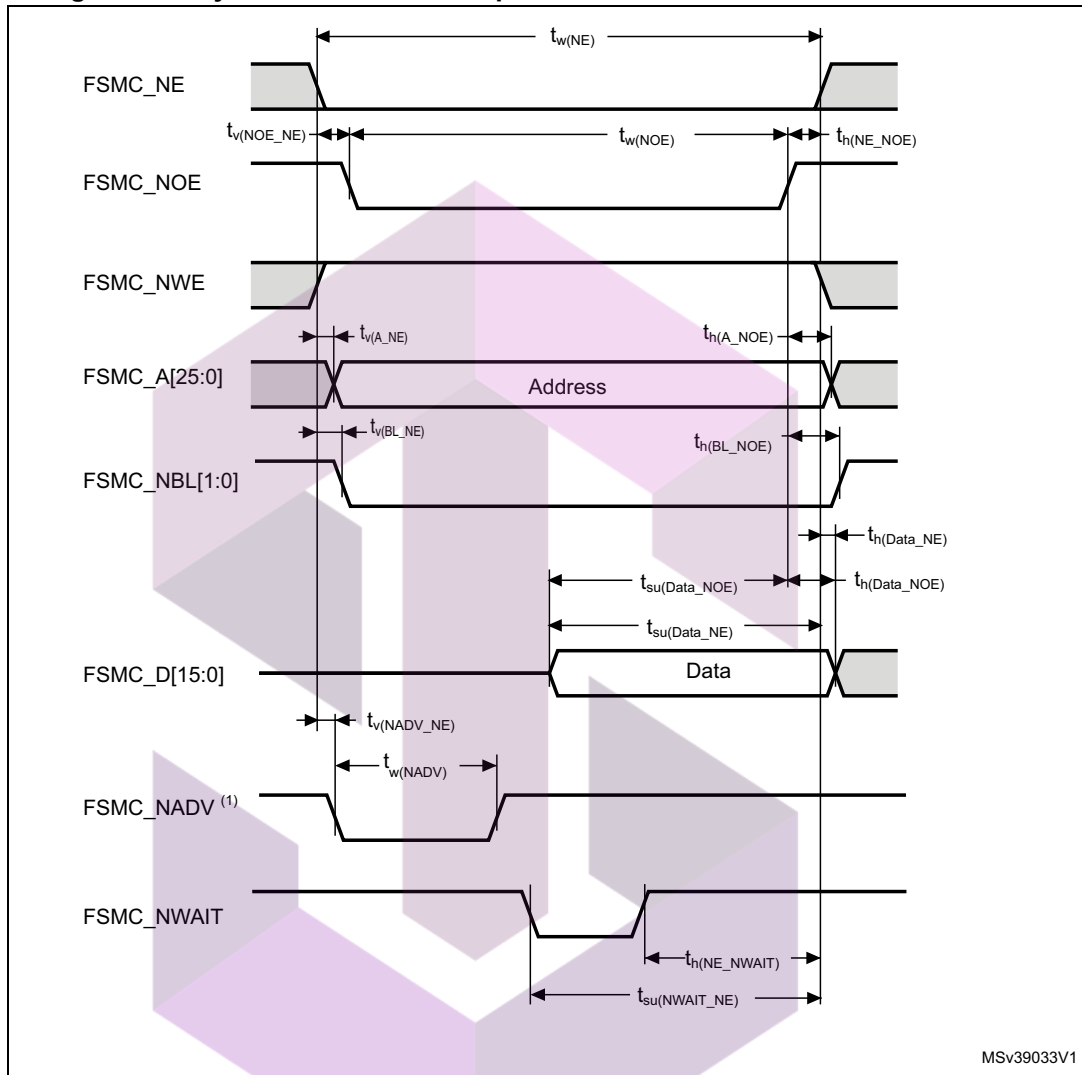 tw(NE)
FSMC_NE
tv(NOE_NE)
tw(NOE)
th(NE_NOE)
FSMC_NOE
FSMC_NWE
tv(A_NE)
th(A_NOE)
FSMC_A[25:0]
Address
tv(BL_NE)
th(BL_NOE)
FSMC_NBL[1:0]
th(Data_NE)
tsu(Data_NOE)
th(Data_NOE)
tsu(Data_NE)
FSMC_D[15:0]
Data
tv(NADV_NE)
tw(NADV)
FSMC_NADV (1)
FSMC_NWAIT
th(NE_NWAIT)
tsu(NWAIT_NE)
MSv39033V1